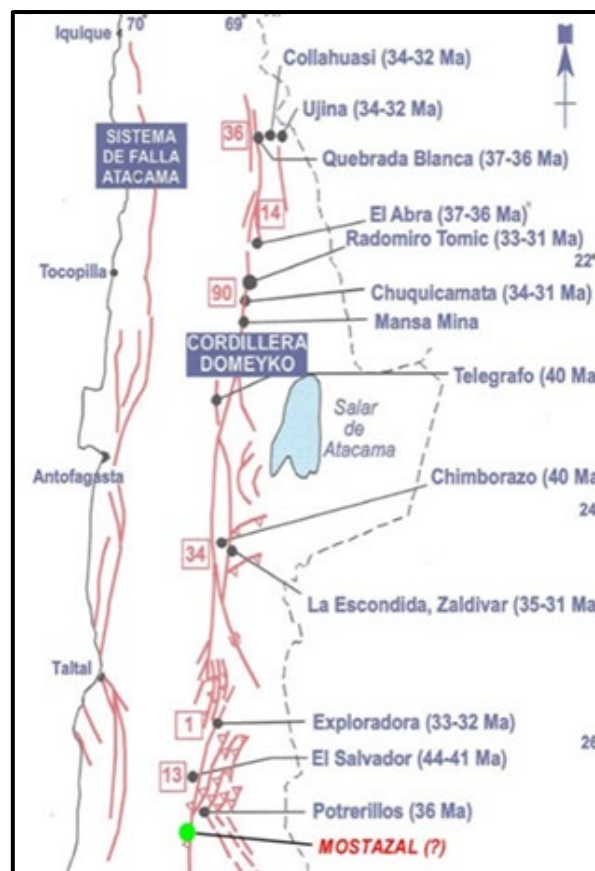 70
69
Iquique
Collahuasi (34-32 Ma)
Ujina (34-32 Ma)
36
SISTEMA
DE FALLA
ATACAMA
Quebrada Blanca (37-36 Ma)
14
El Abra (37-36 Ma)
Radomiro Tomic (33-31 Ma)
22°
Tocopilla
90
Chuquicamata (34-31 Ma)
Mansa Mina
CORDILLERA
DOMEYKO
Telegrafo (40 Ma
Salar
de
Atacama
Antofagasta
Chimborazo (40 Ma
24
34
La Escondida, Zaldivar (35-31 Ma
Taltal
1
Exploradora (33-32 Ma)
26
El Salvador (44-41 Ma)
13
Potrerillos (36 Ma)
MOSTAZAL (?)